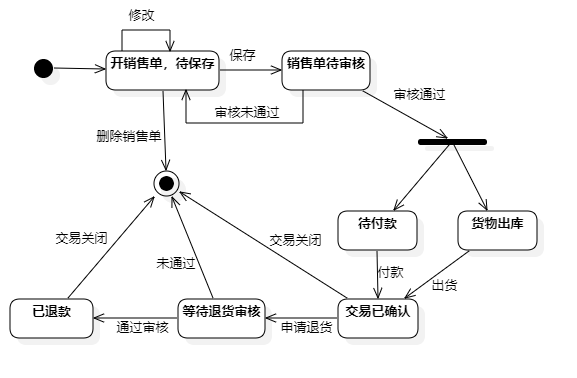 修改
开销售单，待保存
保存
销售单待审核
审核未通过
审核通过
删除销售单
待付款
货物出库
交易关闭
未通过
交易关闭
付款
出货
已退款
通过审核
等待退货审核
申请退货
交易已确认